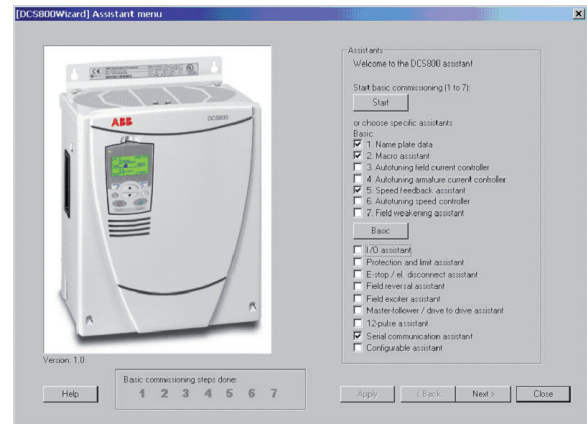 [DCS800Wizard] Assistant menu
ABB
DCS800
Version: 1.0
Assistants
Welcome to the DCS800 assistant
Start basic commissioning (1 to 7):
Start
or choose specific assistants
Basic:
1. Name plate data
2. Macro assistant
3. Autotuning field current controller
4. Autotuning armature current controller
5. Speed feedback assistant
6. Autotuning speed controller
7. Field weakening assistant
Basic
I/O assistant
Protection and limit assistant
E-stop / el. disconnect assistant
Field reversal assistant
Field exciter assistant
Master-follower / drive to drive assistant
12-pulse assistant
Serial communication assistant
Configurable assistant
Help
Basic commissioning steps done:
1 2 3 4 5 6 7
Apply
< Back
Next >
Close